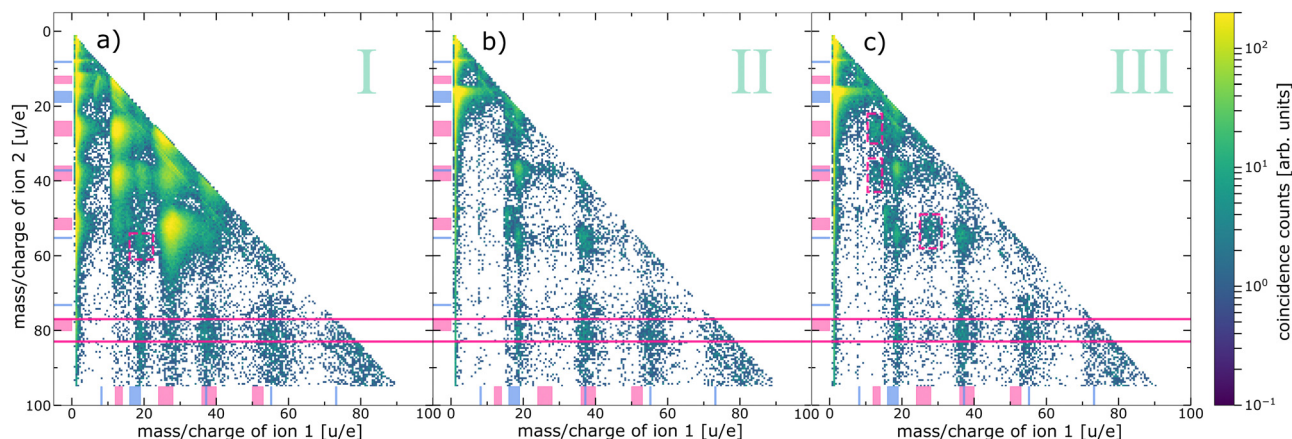 a)
I
b)
II
c)
III
0
20
40
60
80
100
mass/charge of ion 2 [u/e]
0
20
40
60
80
100
0
20
40
60
80
100
0
20
40
60
80
100
mass/charge of ion 1 [u/e]
mass/charge of ion 1 [u/e]
mass/charge of ion 1 [u/e]
10²
10¹
10⁰
10⁻¹
coincidence counts [arb. units]